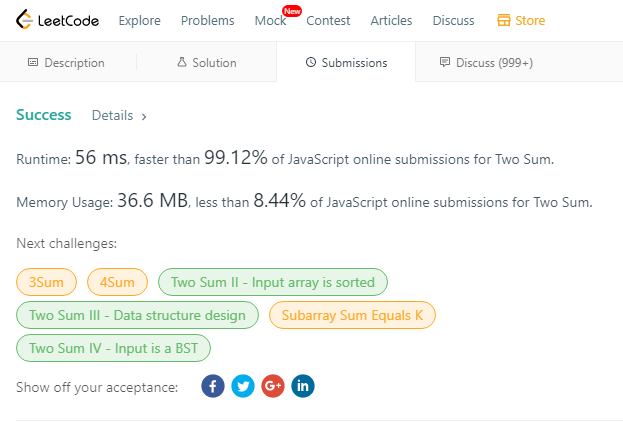 LeetCode Explore Problems Mock New Contest Articles Discuss Store
Description Solution Submissions Discuss (999+)
Success Details ›
Runtime: 56 ms, faster than 99.12% of JavaScript online submissions for Two Sum.
Memory Usage: 36.6 MB, less than 8.44% of JavaScript online submissions for Two Sum.
Next challenges:
3Sum 4Sum Two Sum II - Input array is sorted
Two Sum III - Data structure design Subarray Sum Equals K
Two Sum IV - Input is a BST
Show off your acceptance: f G+ in